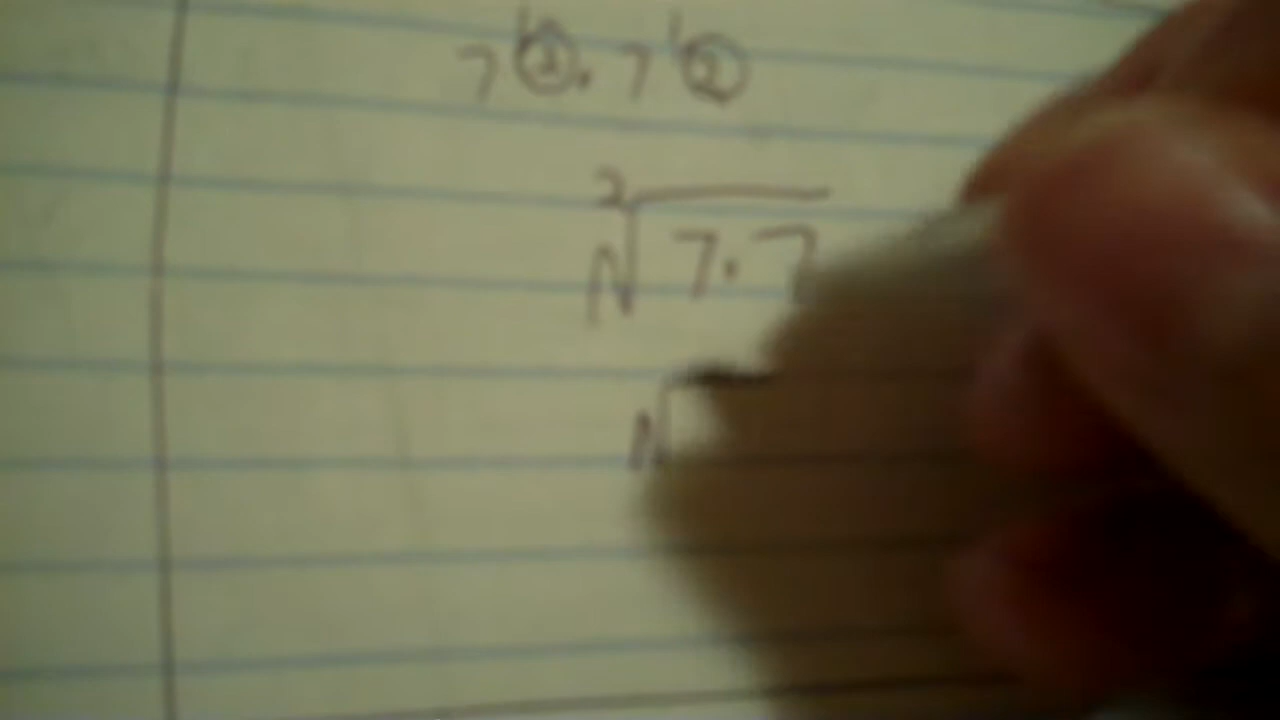 7 1/2 . 7 1/2
2√7.7
√